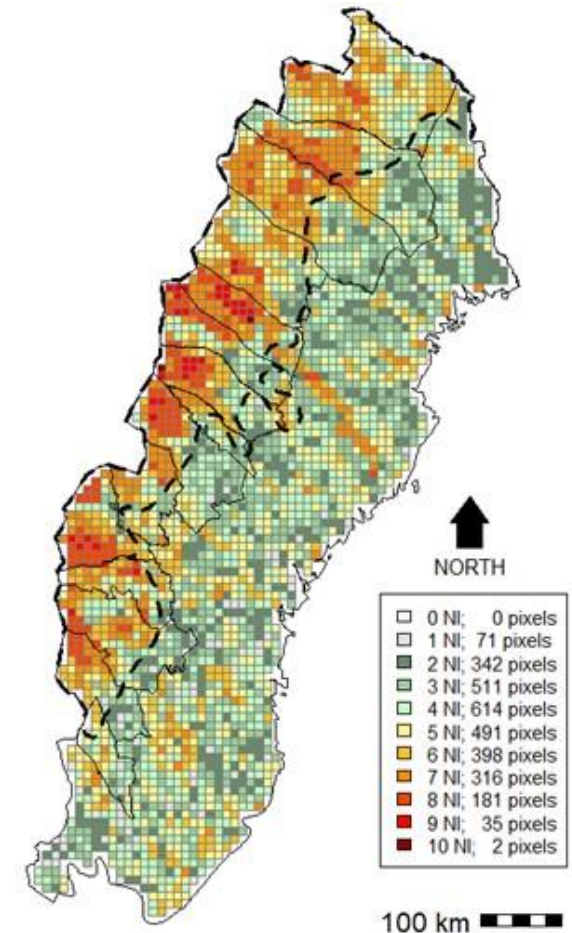 NORTH
0 NI; 0 pixels
1 NI; 71 pixels
2 NI; 342 pixels
3 NI; 511 pixels
4 NI; 614 pixels
5 NI; 491 pixels
6 NI; 398 pixels
7 NI; 316 pixels
8 NI; 181 pixels
9 NI; 35 pixels
10 NI; 2 pixels
100 km